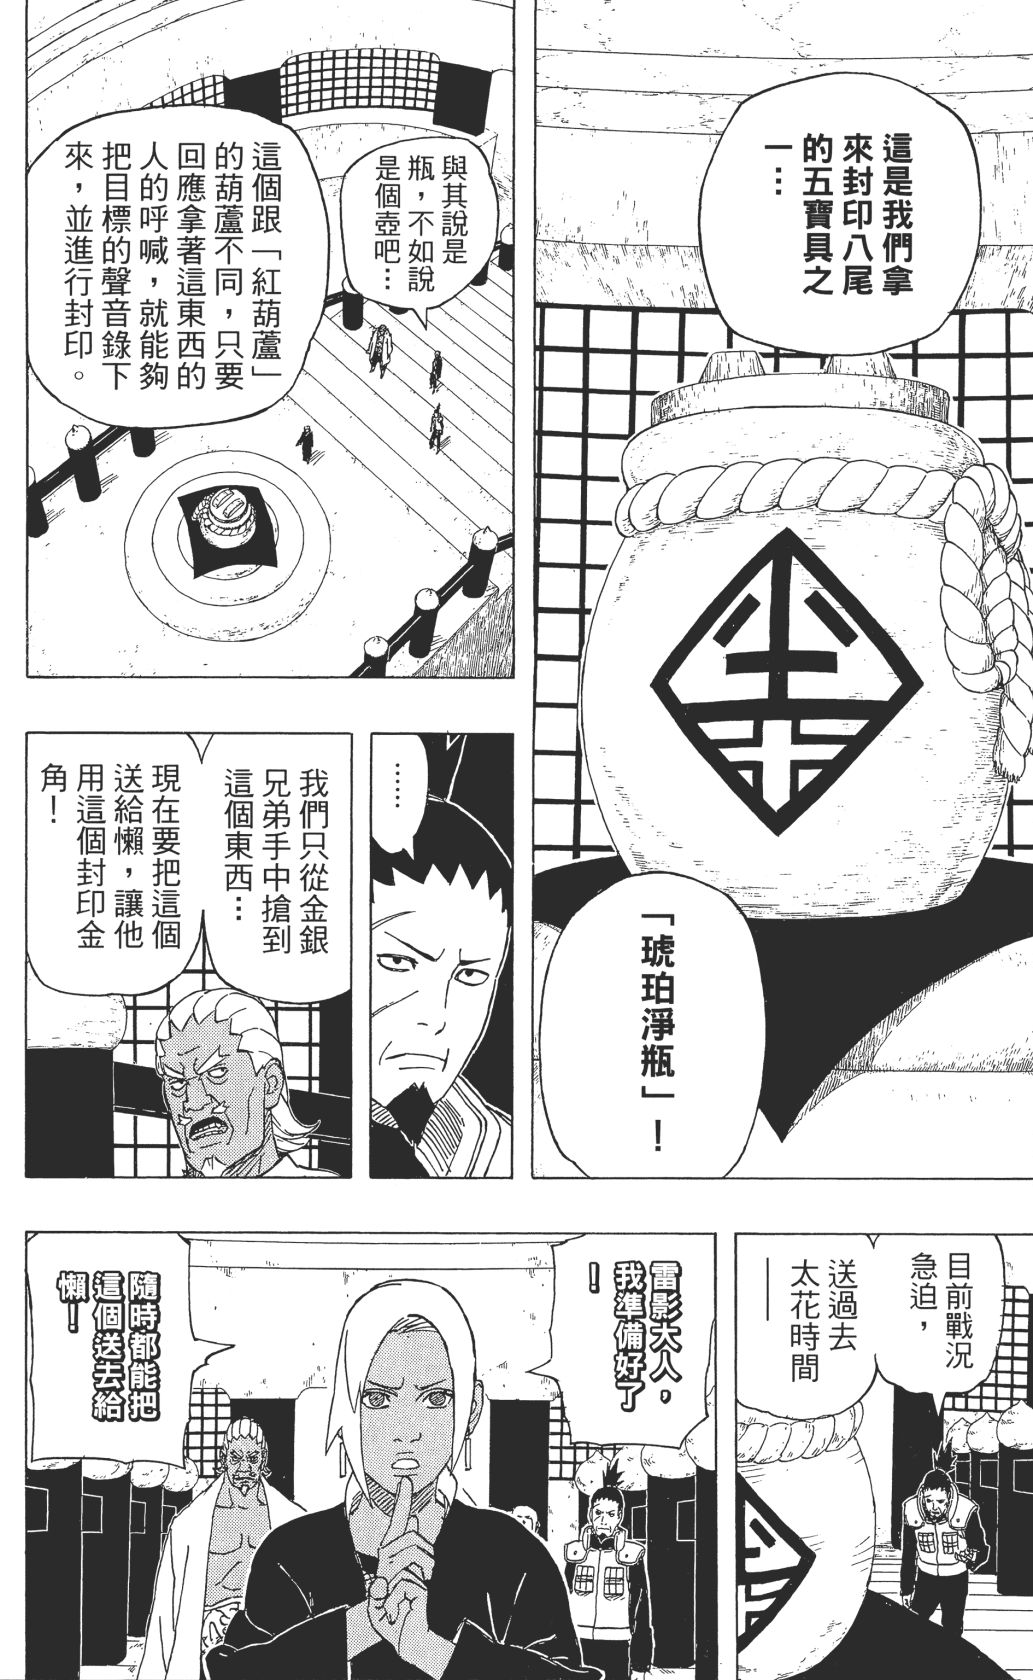 這是我們拿
來封印八尾
的五寶具之
一…
「琥珀淨瓶」！
與其說是
瓶，不如說
是個壺吧…
這個跟「紅葫蘆」
的葫蘆不同，只要
回應拿著這東西的
人的呼喊，就能夠
把目標的聲音錄下
來，並進行封印。
……
我們只從金銀
兄弟手中搶到
這個東西…
現在要把這個
送給懶，讓他
用這個封印金
角！
目前戰況
急迫，
送過去
太花時間
——
雷影大人，
我準備好了
！
隨時都能把
這個送去給
懶！